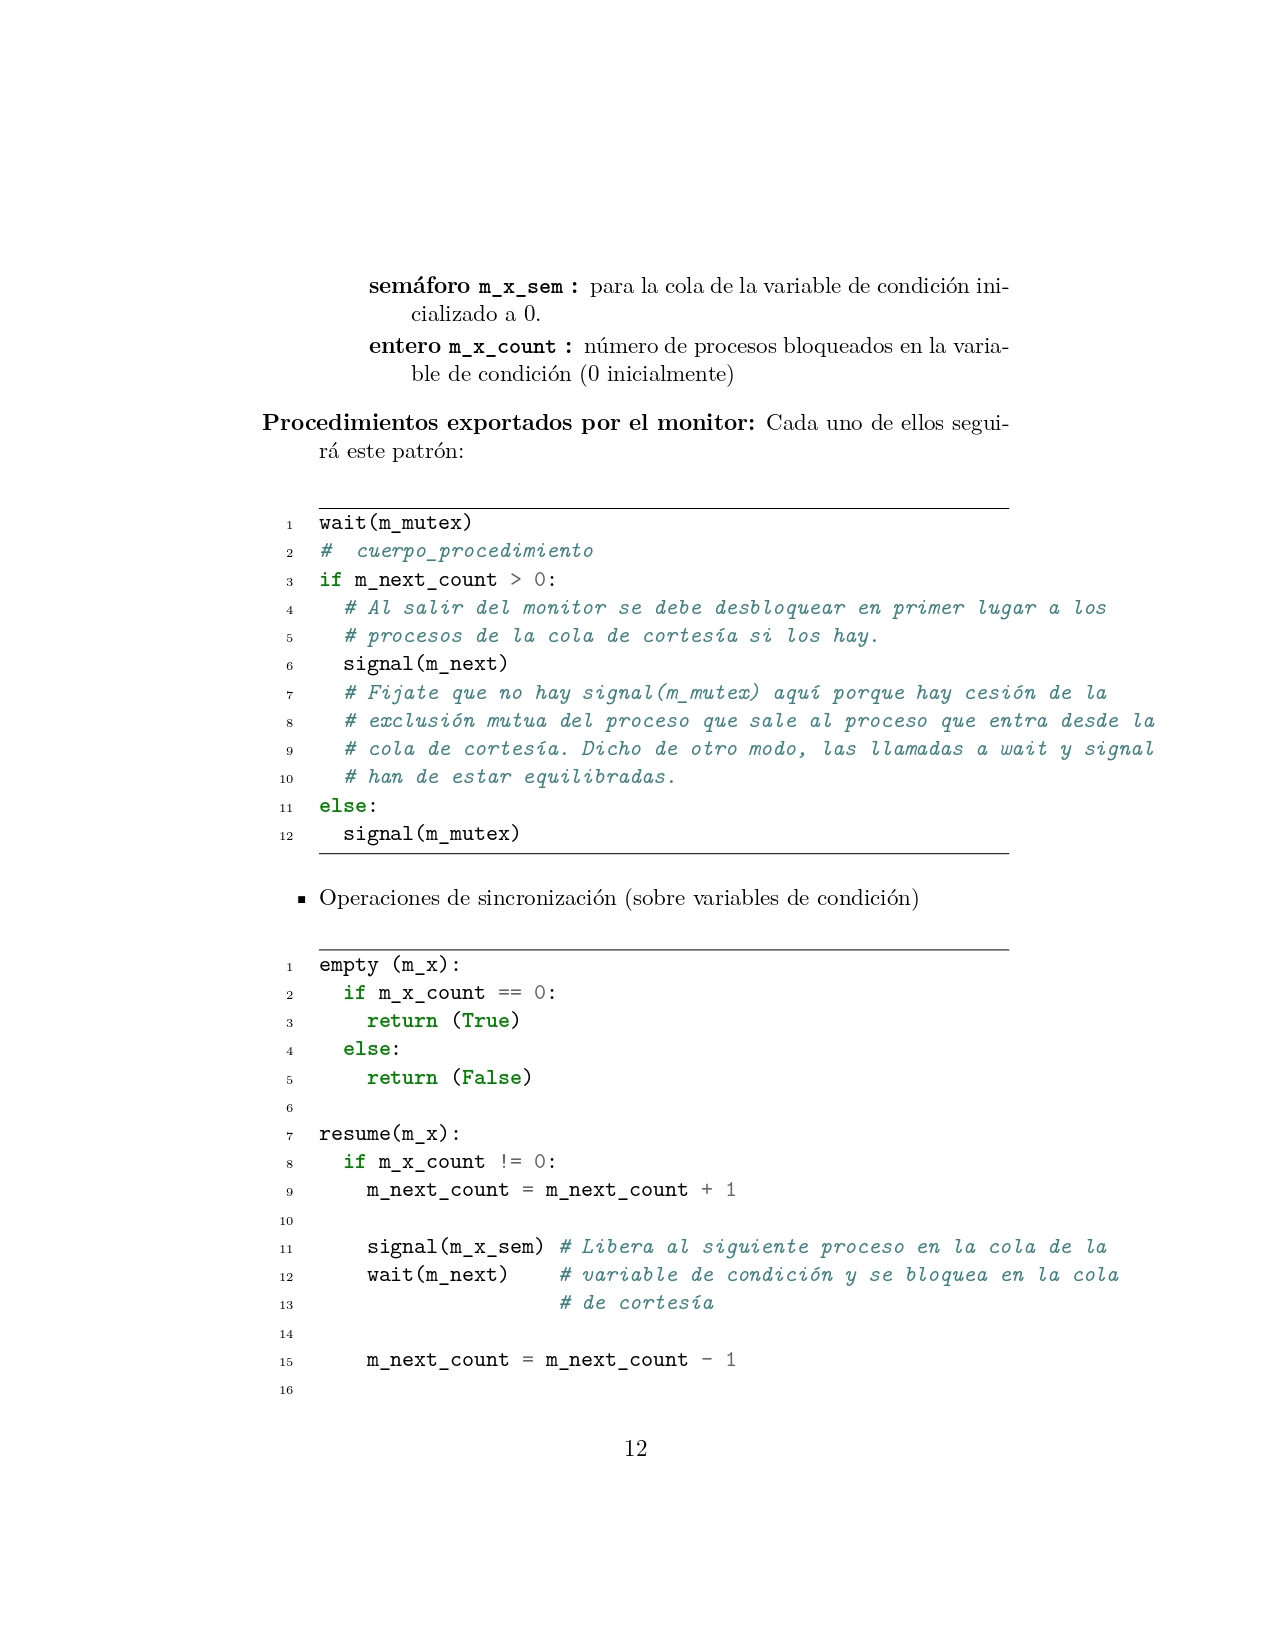 semáforo m_x_sem : para la cola de la variable de condición ini-
cializado a 0.
entero m_x_count : número de procesos bloqueados en la varia-
ble de condición (0 inicialmente)
Procedimientos exportados por el monitor: Cada uno de ellos segui-
rá este patrón:
1 wait(m_mutex)
2 # cuerpo_procedimiento
3 if m_next_count > 0:
4 # Al salir del monitor se debe desbloquear en primer lugar a los
5 # procesos de la cola de cortesía si los hay.
6 signal(m_next)
7 # Fijate que no hay signal(m_mutex) aquí porque hay cesión de la
8 # exclusión mutua del proceso que sale al proceso que entra desde la
9 # cola de cortesía. Dicho de otro modo, las llamadas a wait y signal
10 # han de estar equilibradas.
11 else:
12 signal(m_mutex)
▪ Operaciones de sincronización (sobre variables de condición)
1 empty (m_x):
2 if m_x_count == 0:
3 return (True)
4 else:
5 return (False)
6
7 resume(m_x):
8 if m_x_count != 0:
9 m_next_count = m_next_count + 1
10
11 signal(m_x_sem) # Libera al siguiente proceso en la cola de la
12 wait(m_next) # variable de condición y se bloquea en la cola
13 # de cortesía
14
15 m_next_count = m_next_count - 1
16
12